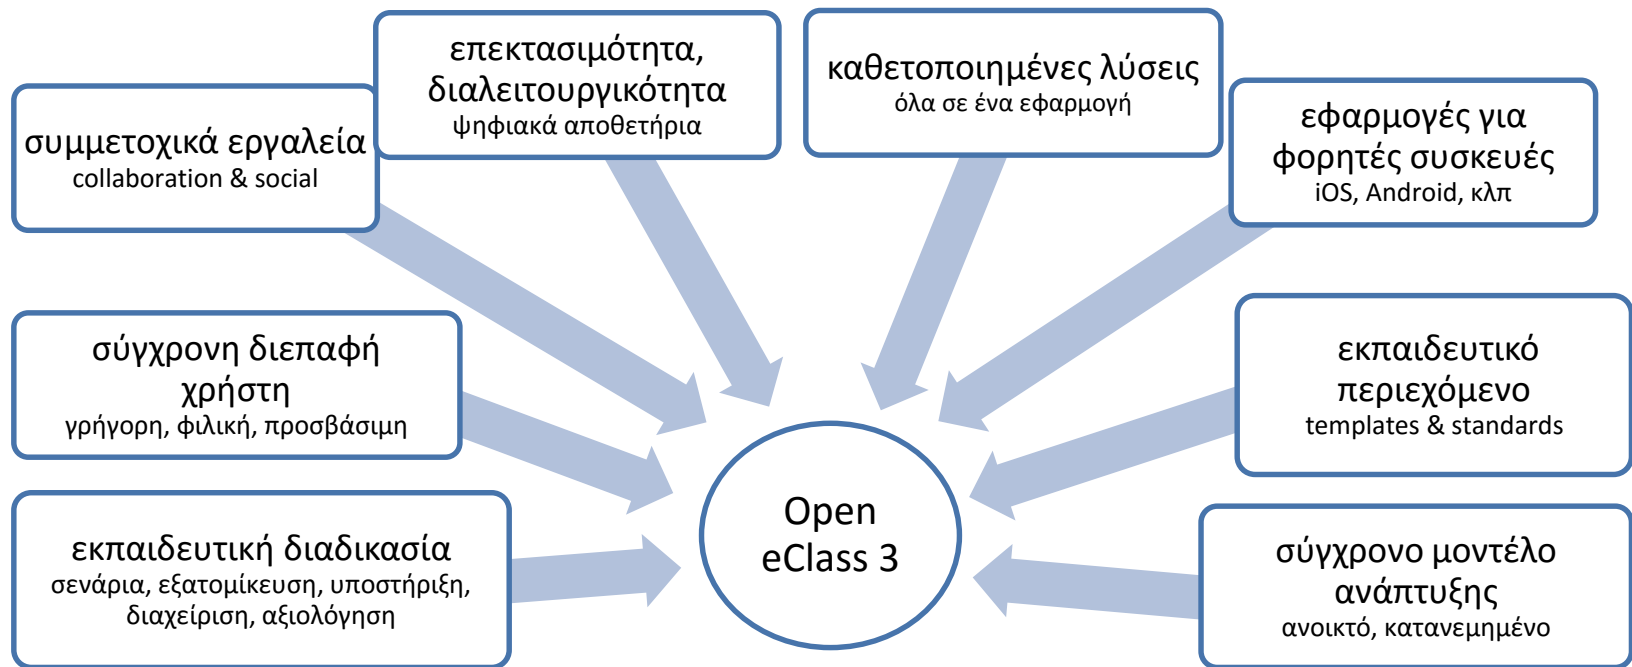 επεκτασιμότητα,
διαλειτουργικότητα
ψηφιακά αποθετήρια
καθετοποιημένες λύσεις
όλα σε ένα εφαρμογή
συμμετοχικά εργαλεία
collaboration & social
εφαρμογές για
φορητές συσκευές
iOS, Android, κλπ
σύγχρονη διεπαφή
χρήστη
γρήγορη, φιλική, προσβάσιμη
εκπαιδευτικό
περιεχόμενο
templates & standards
εκπαιδευτική διαδικασία
σενάρια, εξατομίκευση, υποστήριξη,
διαχείριση, αξιολόγηση
Open
eClass 3
σύγχρονο μοντέλο
ανάπτυξης
ανοικτό, κατανεμημένο